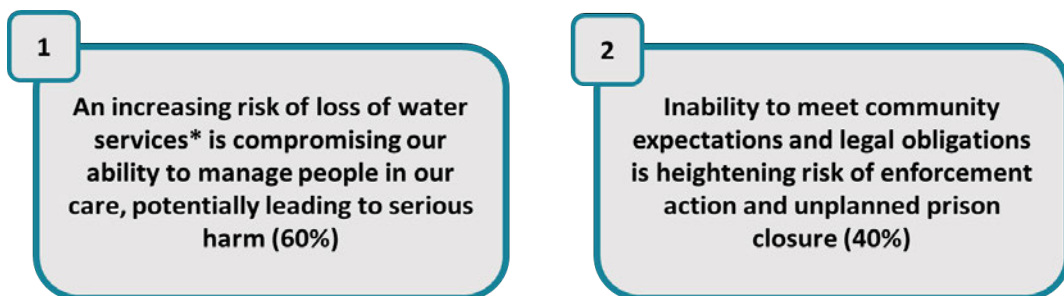 1
An increasing risk of loss of water
services* is compromising our
ability to manage people in our
care, potentially leading to serious
harm (60%)
2
Inability to meet community
expectations and legal obligations
is heightening risk of enforcement
action and unplanned prison
closure (40%)